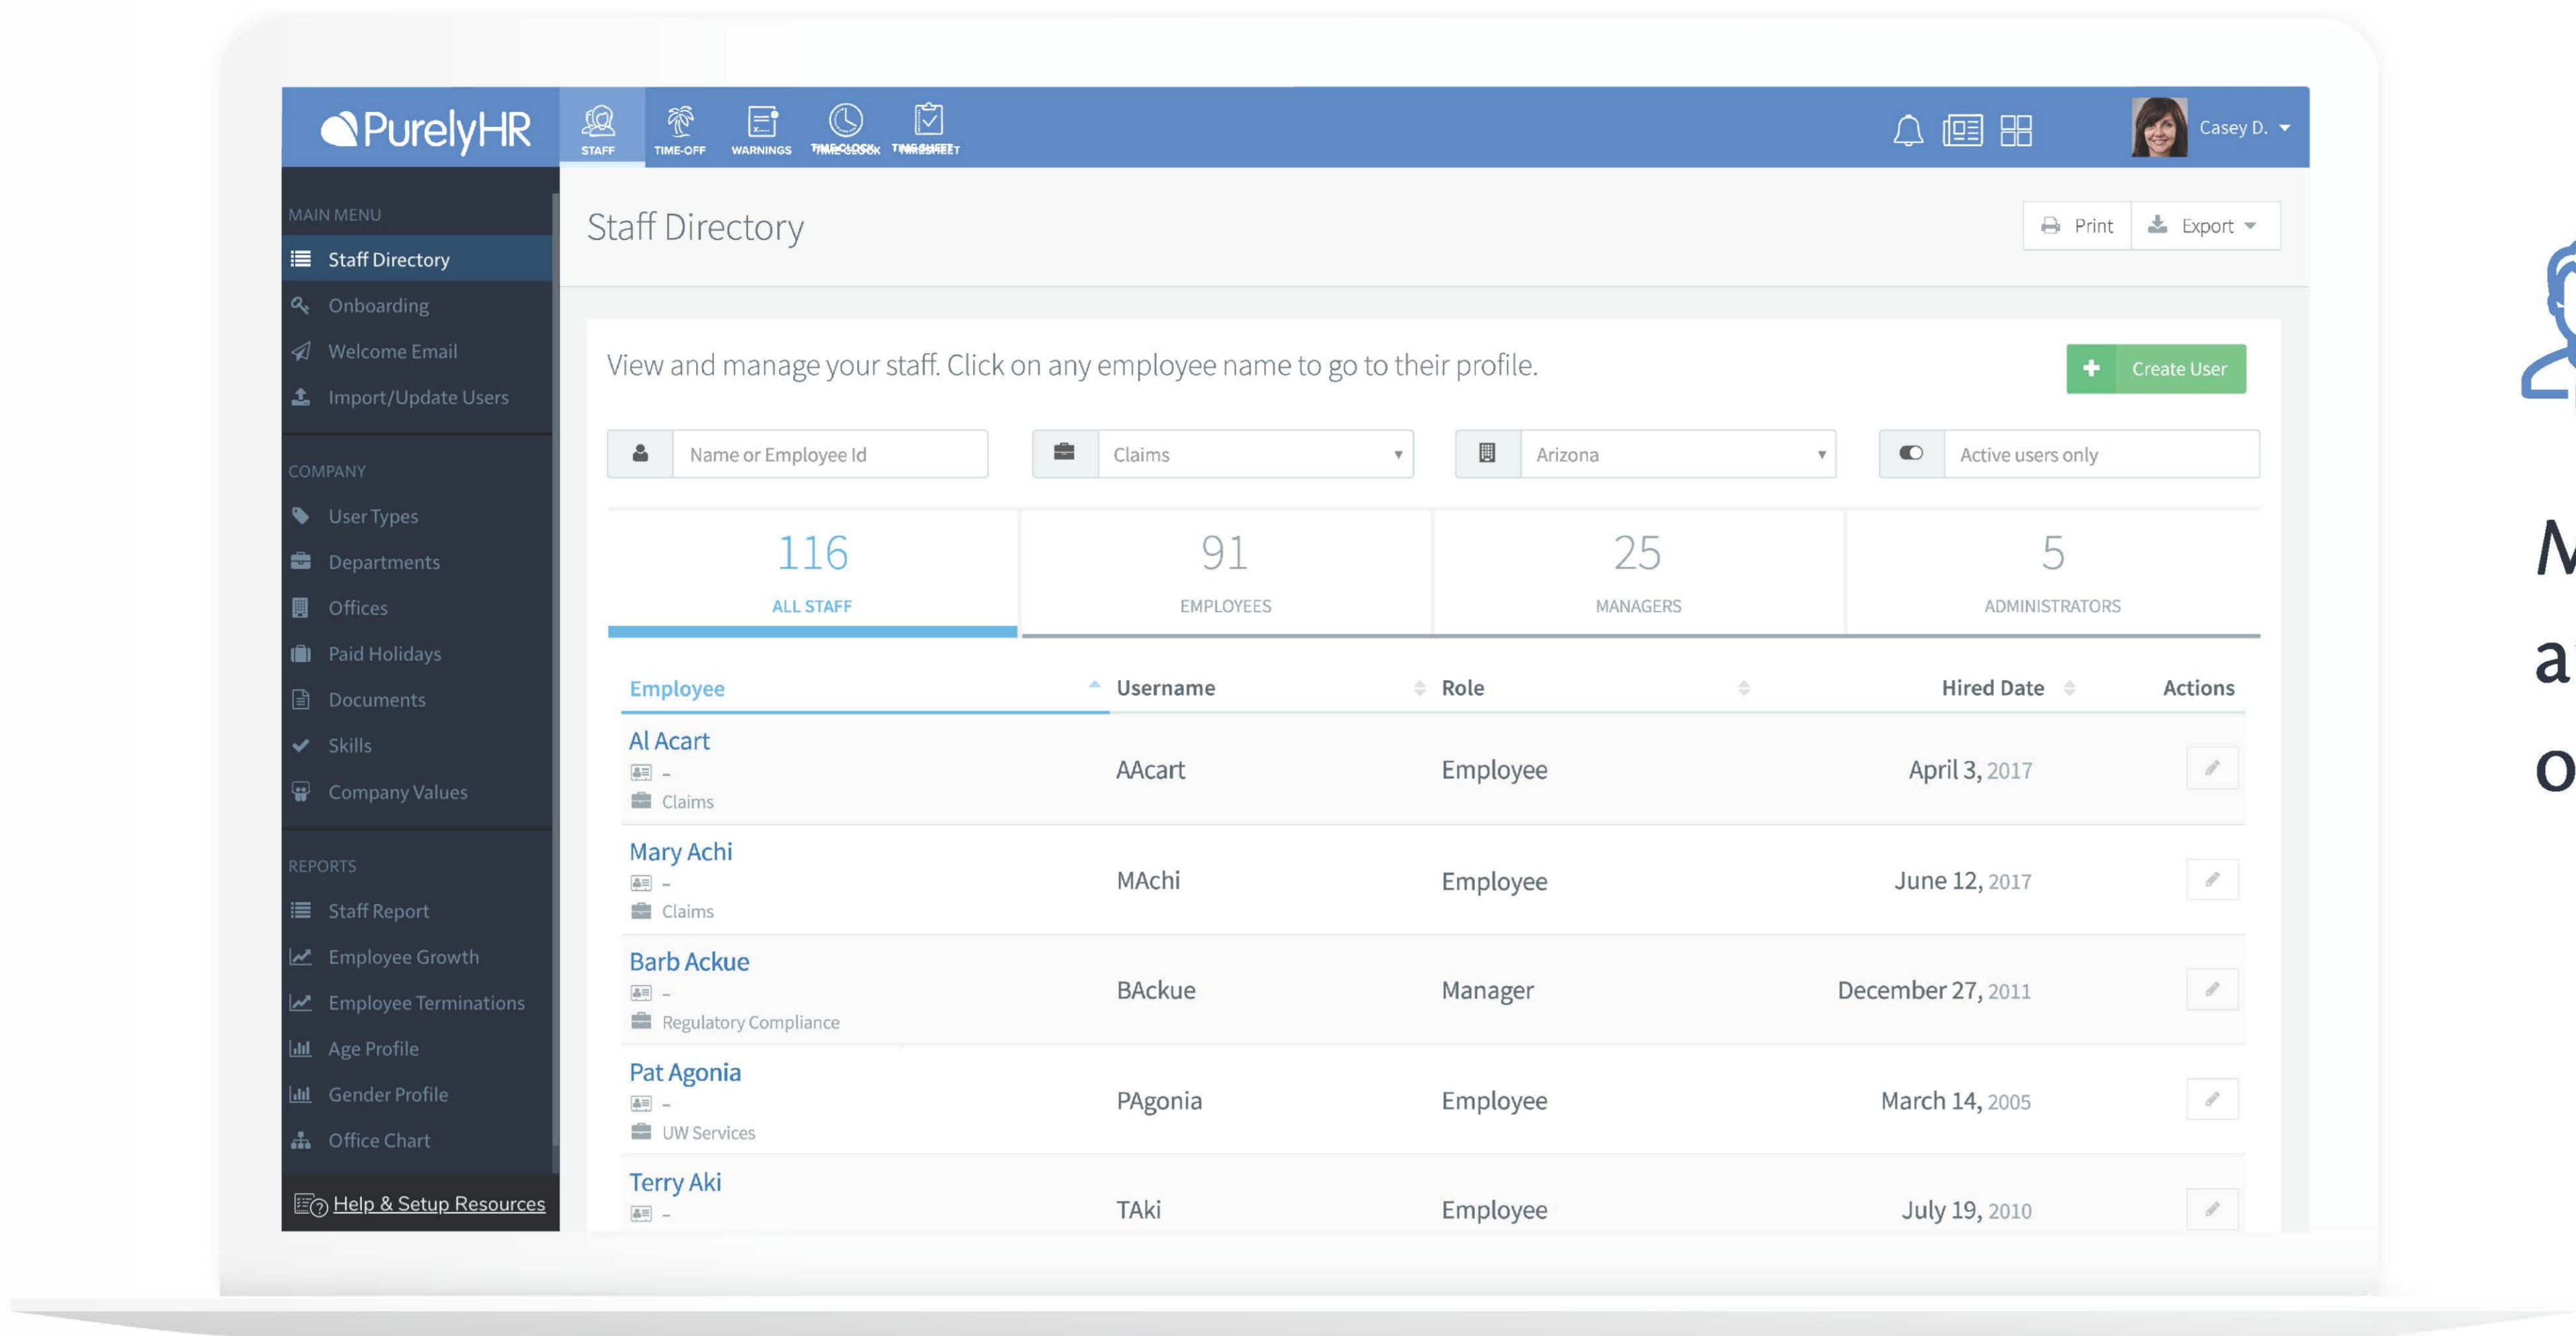 PurelyHR
STAFF
TIME-OFF
WARNINGS
Casey D.
MAIN MENU
Staff Directory
Onboarding
Welcome Email
Import/Update Users
COMPANY
User Types
Departments
Offices
Paid Holidays
Documents
Skills
Company Values
REPORTS
Staff Report
Employee Growth
Employee Terminations
Age Profile
Gender Profile
Office Chart
Help & Setup Resources
Staff Directory
Print
Export
View and manage your staff. Click on any employee name to go to their profile.
Create User
Name or Employee Id
Claims
Arizona
Active users only
116
ALL STAFF
91
EMPLOYEES
25
MANAGERS
5
ADMINISTRATORS
Employee Username Role Hired Date Actions
Al Acart
-
Claims
AAcart Employee April 3, 2017
Mary Achi
-
Claims
MAchi Employee June 12, 2017
Barb Ackue
-
Regulatory Compliance
BAckue Manager December 27, 2011
Pat Agonia
-
UW Services
PAgonia Employee March 14, 2005
Terry Aki
-
TAki Employee July 19, 2010